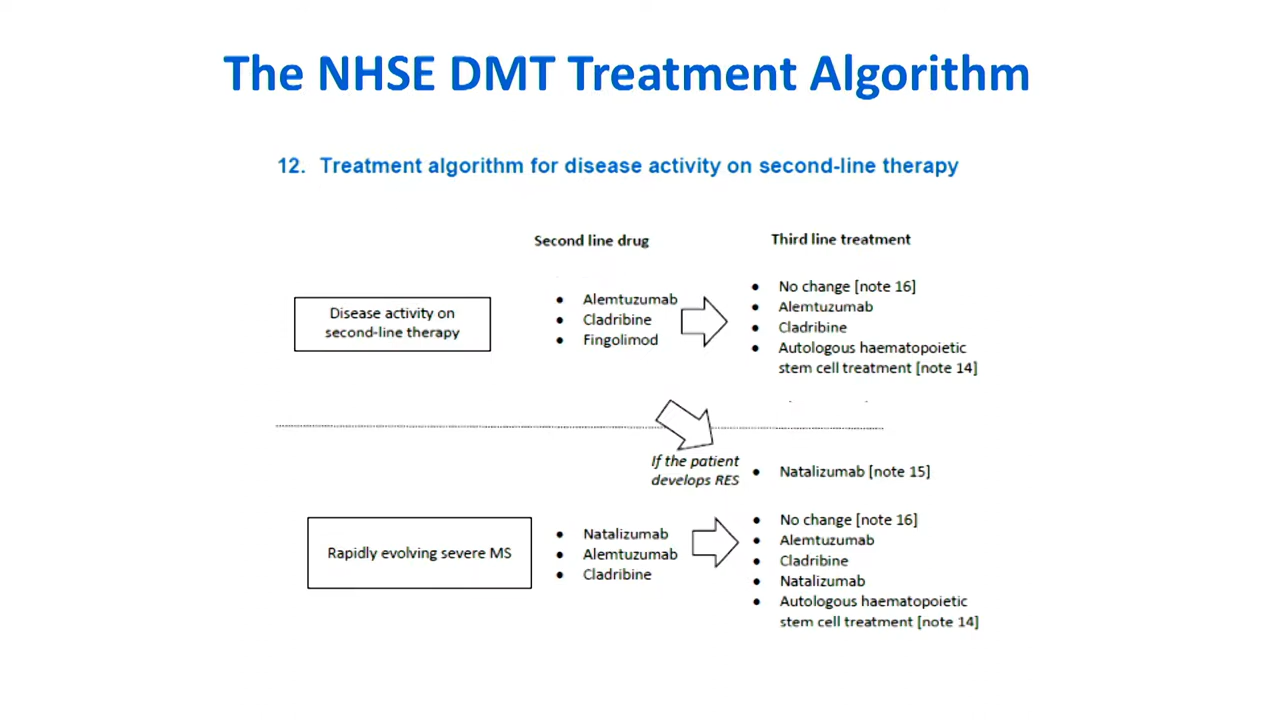 The NHSE DMT Treatment Algorithm
12. Treatment algorithm for disease activity on second-line therapy
Second line drug
Third line treatment
Disease activity on
second-line therapy
• Alemtuzumab
• Cladribine
• Fingolimod
• No change [note 16]
• Alemtuzumab
• Cladribine
• Autologous haematopoietic
stem cell treatment [note 14]
If the patient
develops RES
• Natalizumab [note 15]
Rapidly evolving severe MS
• Natalizumab
• Alemtuzumab
• Cladribine
• No change [note 16]
• Alemtuzumab
• Cladribine
• Natalizumab
• Autologous haematopoietic
stem cell treatment [note 14]